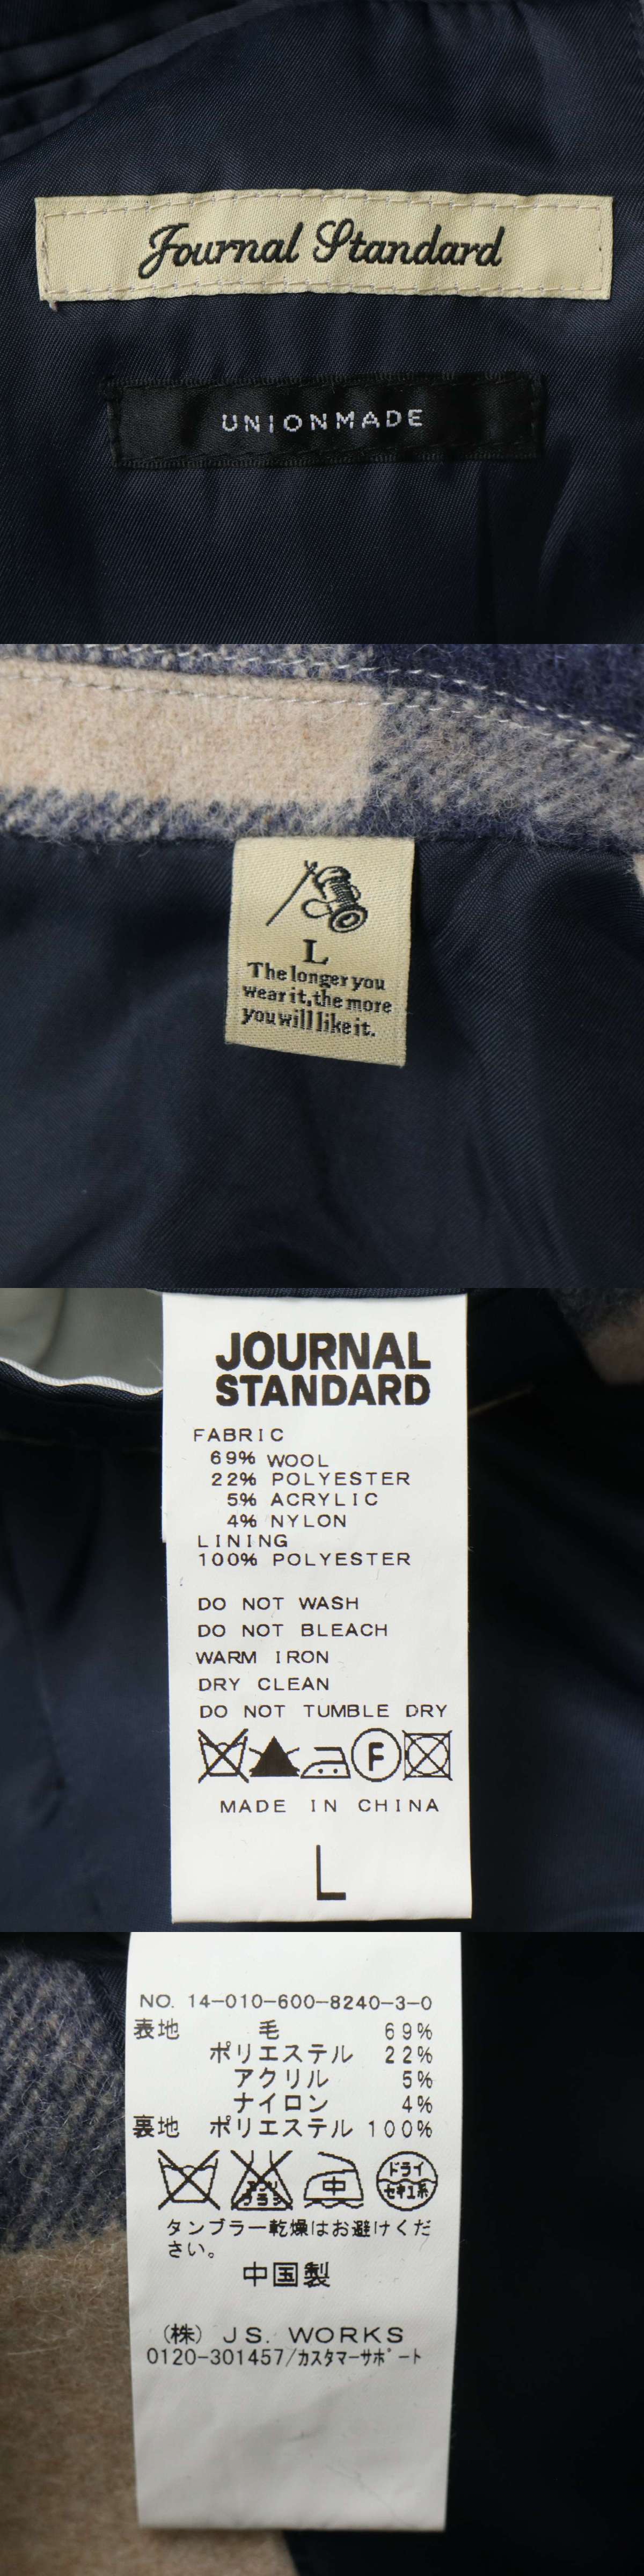 Journal Standard
UNIONMADE
L
The longer you
wear it, the more
you will like it.
JOURNAL
STANDARD
FABRIC
69% WOOL
22% POLYESTER
5% ACRYLIC
4% NYLON
LINING
100% POLYESTER
DO NOT WASH
DO NOT BLEACH
WARM IRON
DRY CLEAN
DO NOT TUMBLE DRY
F
MADE IN CHINA
L
NO. 14-010-600-8240-3-0
表地 毛 69%
ポリエステル 22%
アクリル 5%
ナイロン 4%
裏地 ポリエステル 100%
エンソ
サラシ
中
ドライ
セキユ系
タンブラー乾燥はお避けくだ
さい。
中国製
(株) JS. WORKS
0120-301457/カスタマーサポート